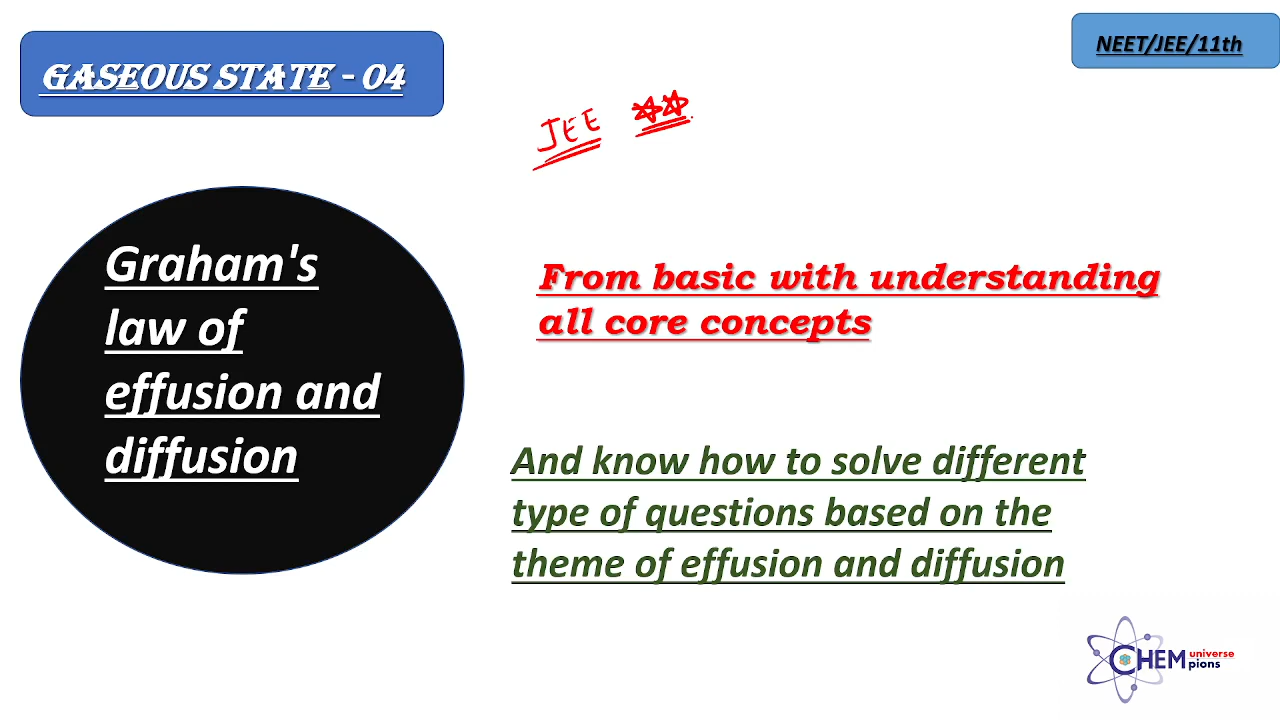 GASEOUS STATE - 04
NEET/JEE/11th
JEE
Graham's
law of
effusion and
diffusion
From basic with understanding
all core concepts
And know how to solve different
type of questions based on the
theme of effusion and diffusion
CHEM universe
pions